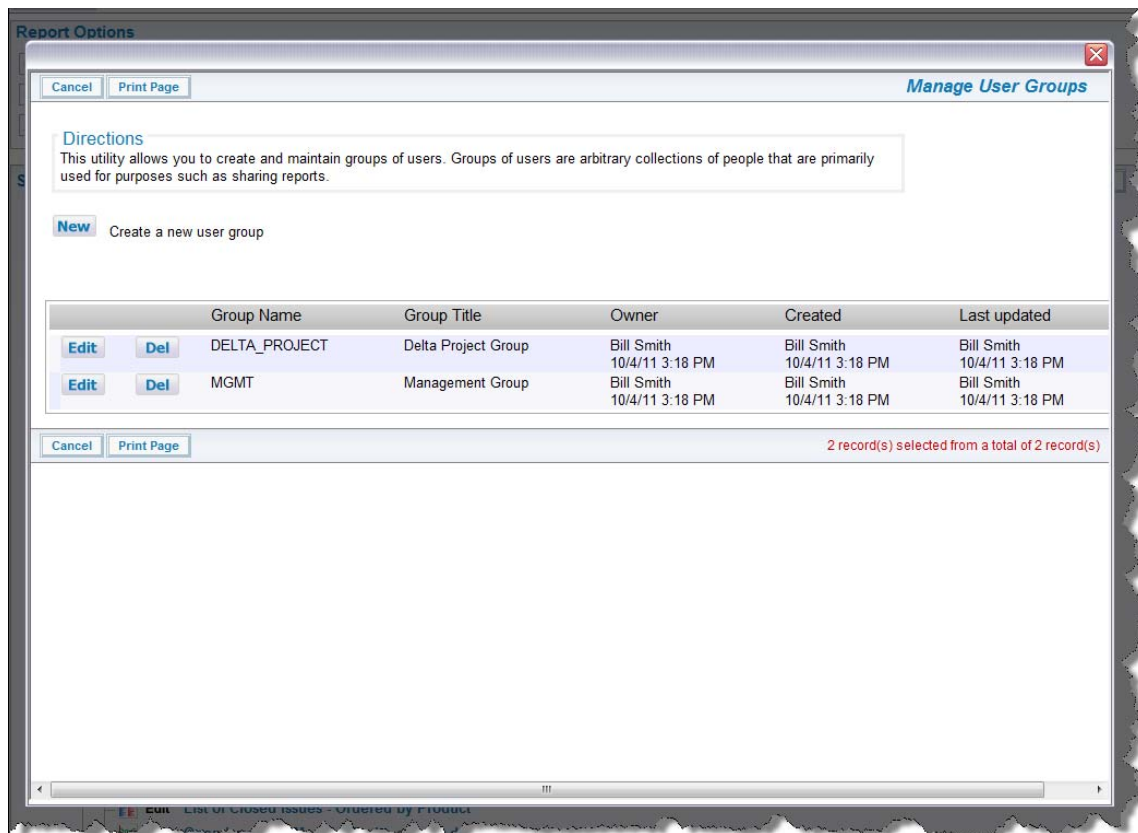 Report Options
Cancel Print Page Manage User Groups
Directions
This utility allows you to create and maintain groups of users. Groups of users are arbitrary collections of people that are primarily
used for purposes such as sharing reports.
New Create a new user group
Group Name Group Title Owner Created Last updated
Edit Del DELTA_PROJECT Delta Project Group Bill Smith Bill Smith Bill Smith
10/4/11 3:18 PM 10/4/11 3:18 PM 10/4/11 3:18 PM
Edit Del MGMT Management Group Bill Smith Bill Smith Bill Smith
10/4/11 3:18 PM 10/4/11 3:18 PM 10/4/11 3:18 PM
Cancel Print Page 2 record(s) selected from a total of 2 record(s)
Edit List of Closed Issues - Ordered by Product